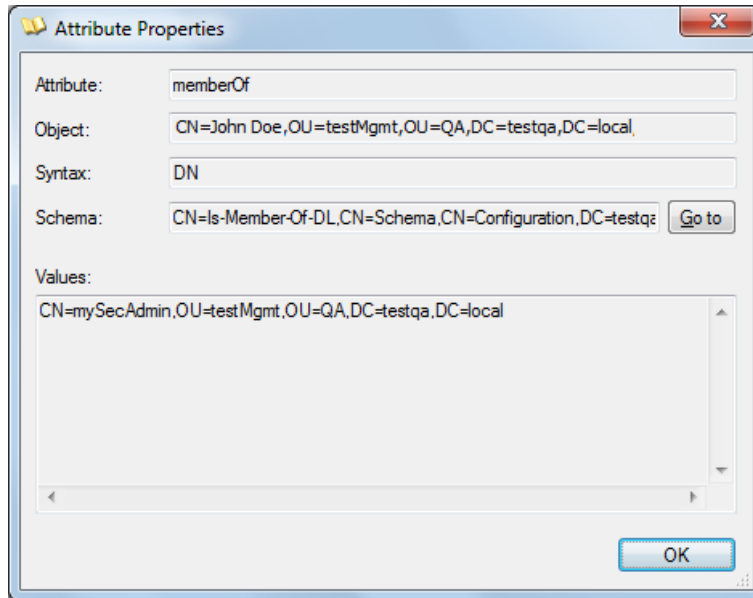 Attribute Properties
Attribute: memberOf
Object: CN=John Doe,OU=testMgmt,OU=QA,DC=testqa,DC=local,
Syntax: DN
Schema: CN=Is-Member-Of-DL,CN=Schema,CN=Configuration,DC=testqa Go to
Values:
CN=mySecAdmin,OU=testMgmt,OU=QA,DC=testqa,DC=local
OK